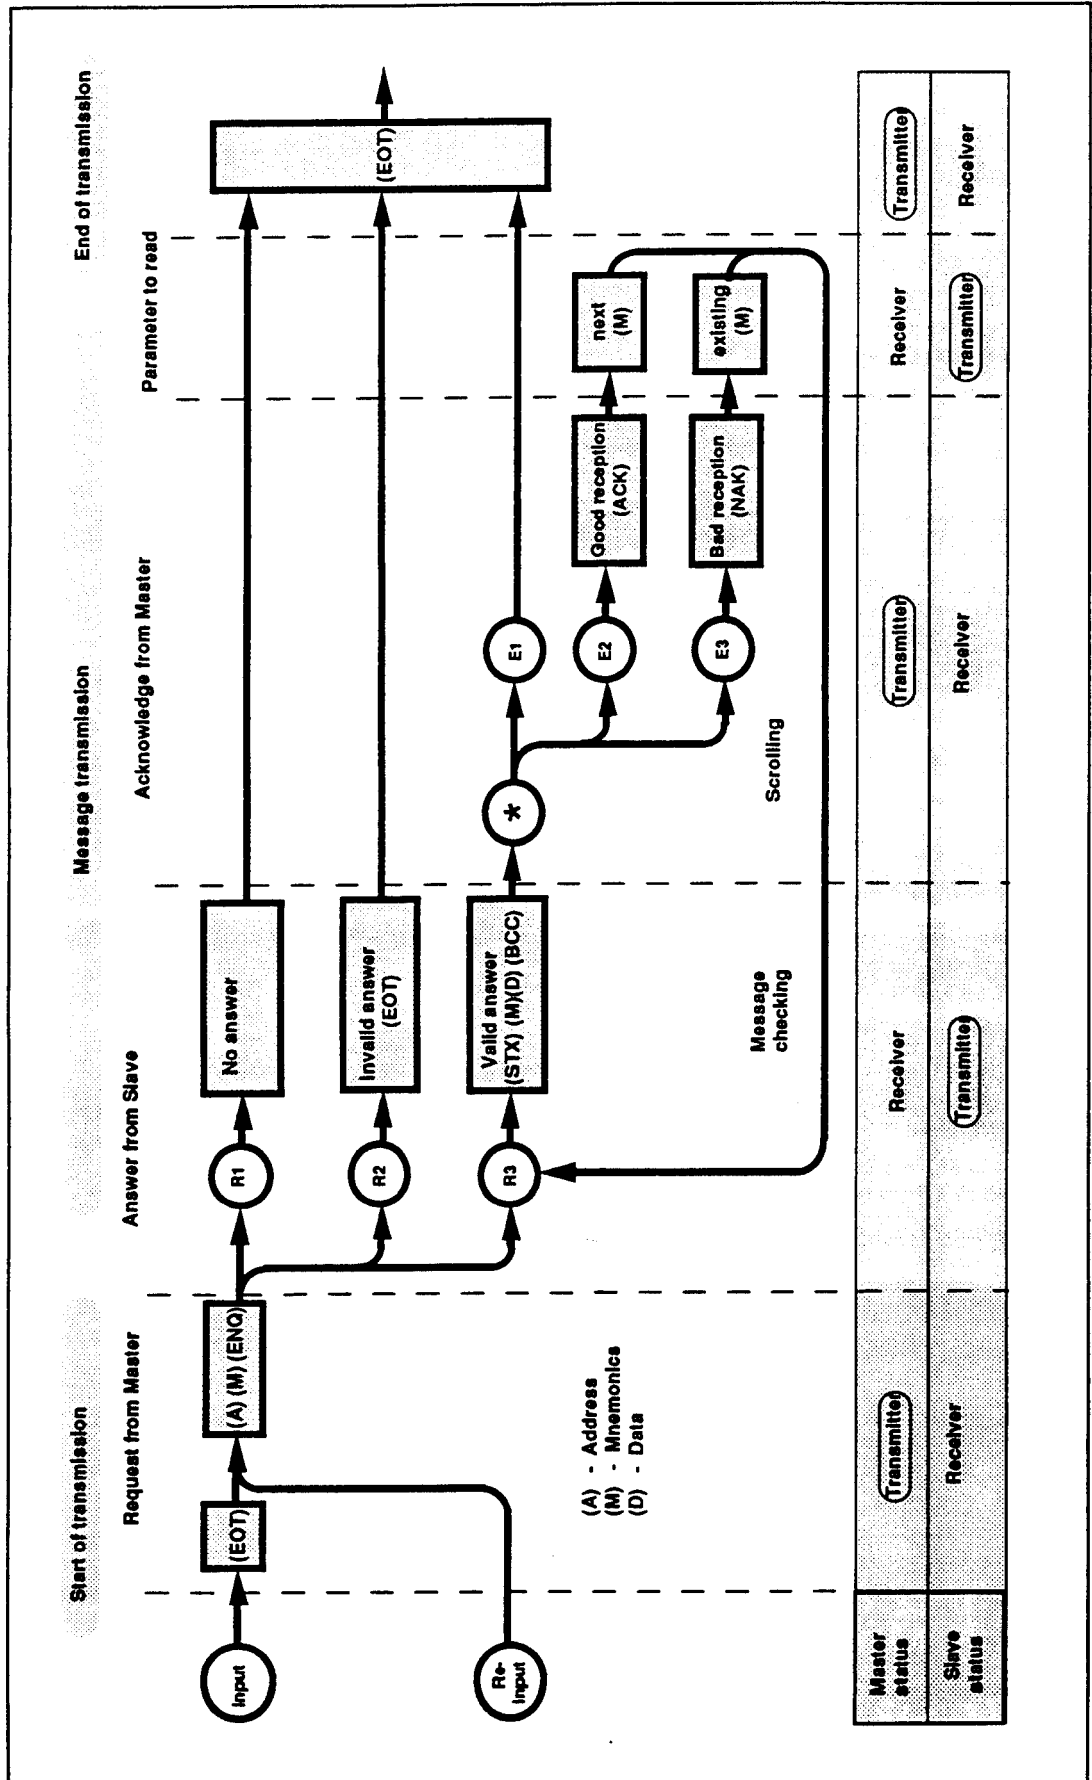 Start of transmission
Message transmission
End of transmission
Request from Master
Answer from Slave
Acknowledge from Master
Parameter to read
Input
(EOT)
(A) (M) (ENQ)
R1
No answer
(EOT)
R2
Invalid answer
(EOT)
Re-
input
R3
Valid answer
(STX) (M)(D) (BCC)
*
E1
E2
Good reception
(ACK)
next
(M)
E3
Bad reception
(NAK)
existing
(M)
(A) - Address
(M) - Mnemonics
(D) - Data
Message
checking
Scrolling
Master
status
Transmitter
Receiver
Transmitter
Receiver
Transmitter
Slave
status
Receiver
Transmitter
Receiver
Transmitter
Receiver